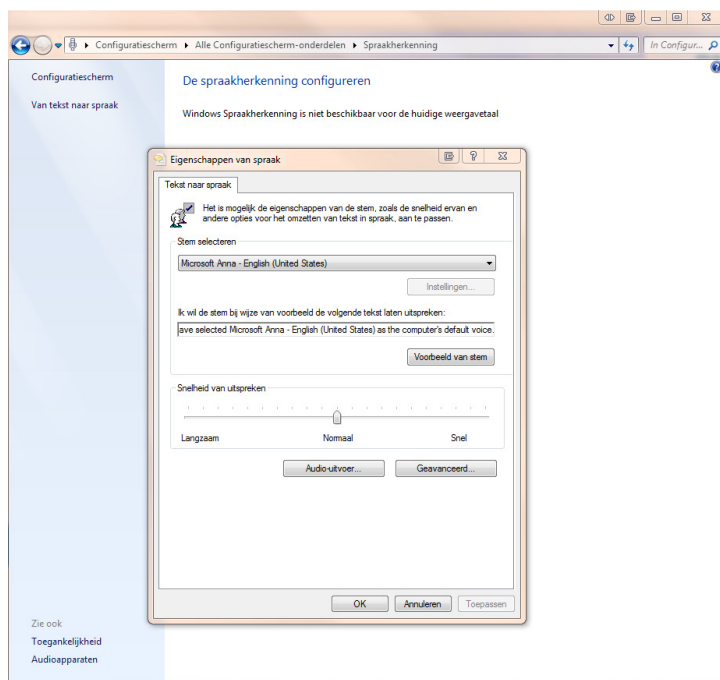 Configuratiescherm ▸ Alle Configuratiescherm-onderdelen ▸ Spraakherkenning
In Configur...
Configuratiescherm
Van tekst naar spraak
De spraakherkenning configureren
Windows Spraakherkenning is niet beschikbaar voor de huidige weergavetaal
Eigenschappen van spraak
Tekst naar spraak
Het is mogelijk de eigenschappen van de stem, zoals de snelheid ervan en
andere opties voor het omzetten van tekst in spraak, aan te passen.
Stem selecteren
Microsoft Anna - English (United States)
Instellingen...
Ik wil de stem bij wijze van voorbeeld de volgende tekst laten uitspreken:
ave selected Microsoft Anna - English (United States) as the computer's default voice.
Voorbeeld van stem
Snelheid van uitspreken
Langzaam Normaal Snel
Audio-uitvoer... Geavanceerd...
OK Annuleren Toepassen
Zie ook
Toegankelijkheid
Audioapparaten